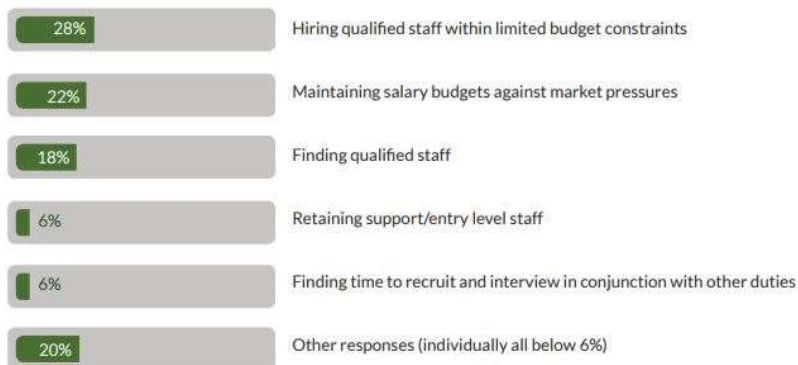 28% Hiring qualified staff within limited budget constraints
22% Maintaining salary budgets against market pressures
18% Finding qualified staff
6% Retaining support/entry level staff
6% Finding time to recruit and interview in conjunction with other duties
20% Other responses (individually all below 6%)